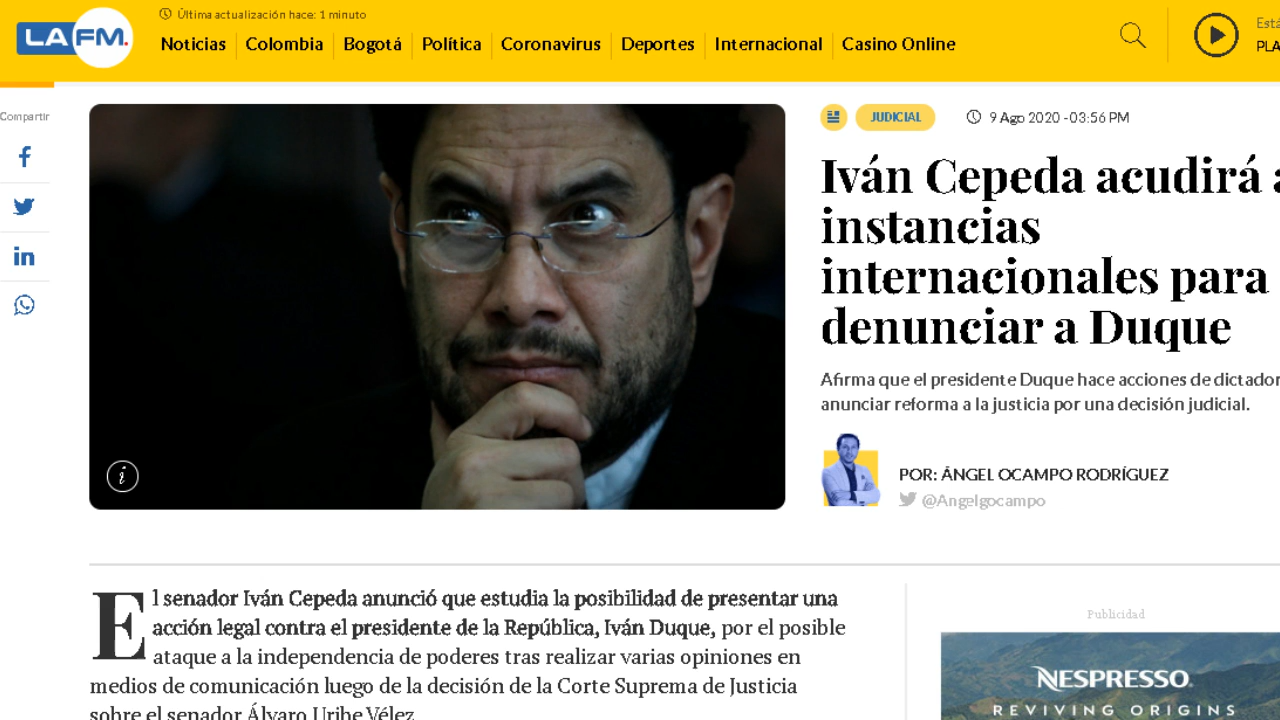 LA FM.
Última actualización hace: 1 minuto
Noticias Colombia Bogotá Política Coronavirus Deportes Internacional Casino Online
Está
PLA
Compartir
JUDICIAL
9 Ago 2020 - 03:56 PM
Iván Cepeda acudirá a
instancias
internacionales para
denunciar a Duque
Afirma que el presidente Duque hace acciones de dictador
anunciar reforma a la justicia por una decisión judicial.
POR: ÁNGEL OCAMPO RODRÍGUEZ
@Angelgocampo
El senador Iván Cepeda anunció que estudia la posibilidad de presentar una
acción legal contra el presidente de la República, Iván Duque, por el posible
ataque a la independencia de poderes tras realizar varias opiniones en
medios de comunicación luego de la decisión de la Corte Suprema de Justicia
sobre el senador Álvaro Uribe Vélez
Publicidad
NESPRESSO
REVIVING ORIGINS